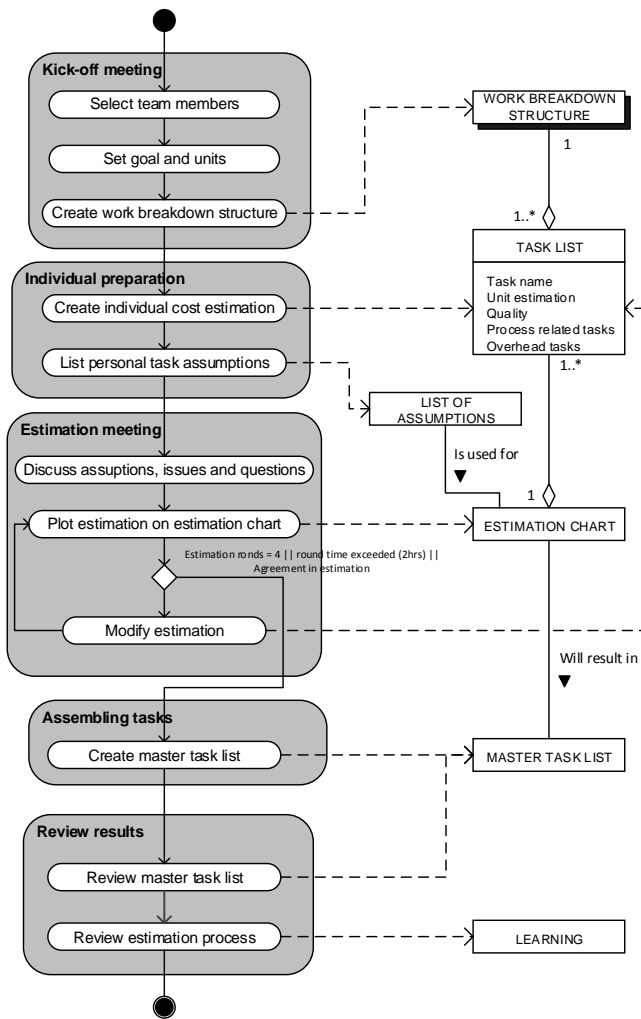 Kick-off meeting
Select team members
Set goal and units
Create work breakdown structure
Individual preparation
Create individual cost estimation
List personal task assumptions
Estimation meeting
Discuss assuptions, issues and questions
Plot estimation on estimation chart
Estimation ronds = 4 || round time exceeded (2hrs) ||
Agreement in estimation
Modify estimation
Assembling tasks
Create master task list
Review results
Review master task list
Review estimation process
WORK BREAKDOWN
STRUCTURE
1
1..*
TASK LIST
Task name
Unit estimation
Quality
Process related tasks
Overhead tasks
1..*
LIST OF
ASSUMPTIONS
Is used for
1
ESTIMATION CHART
Will result in
MASTER TASK LIST
LEARNING